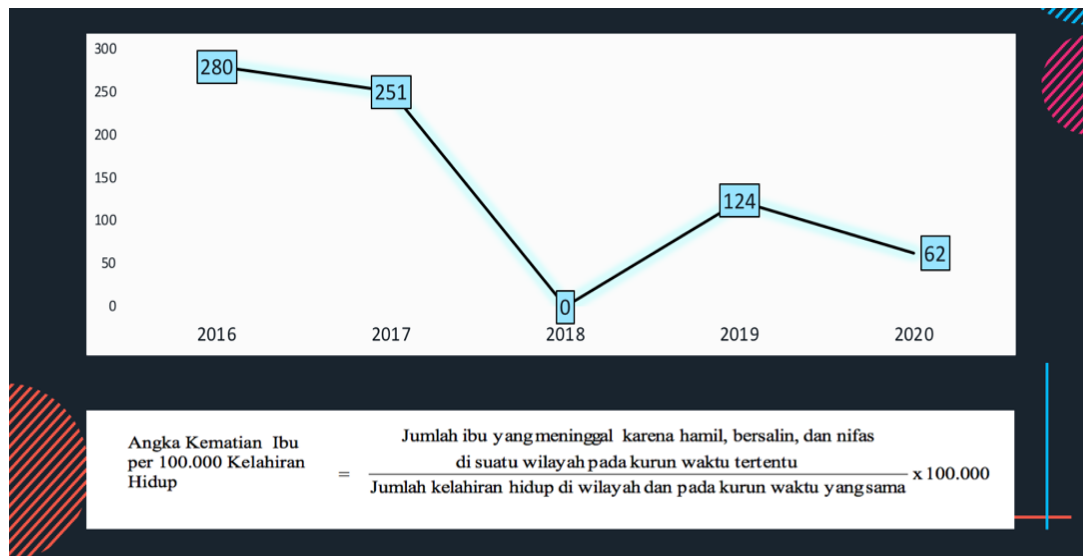 300
250
200
150
100
50
0
280
251
0
124
62
2016 2017 2018 2019 2020
Angka Kematian Ibu
per 100.000 Kelahiran
Hidup
=
Jumlah ibu yang meninggal karena hamil, bersalin, dan nifas
di suatu wilayah pada kurun waktu tertentu
Jumlah kelahiran hidup di wilayah dan pada kurun waktu yang sama
x 100.000